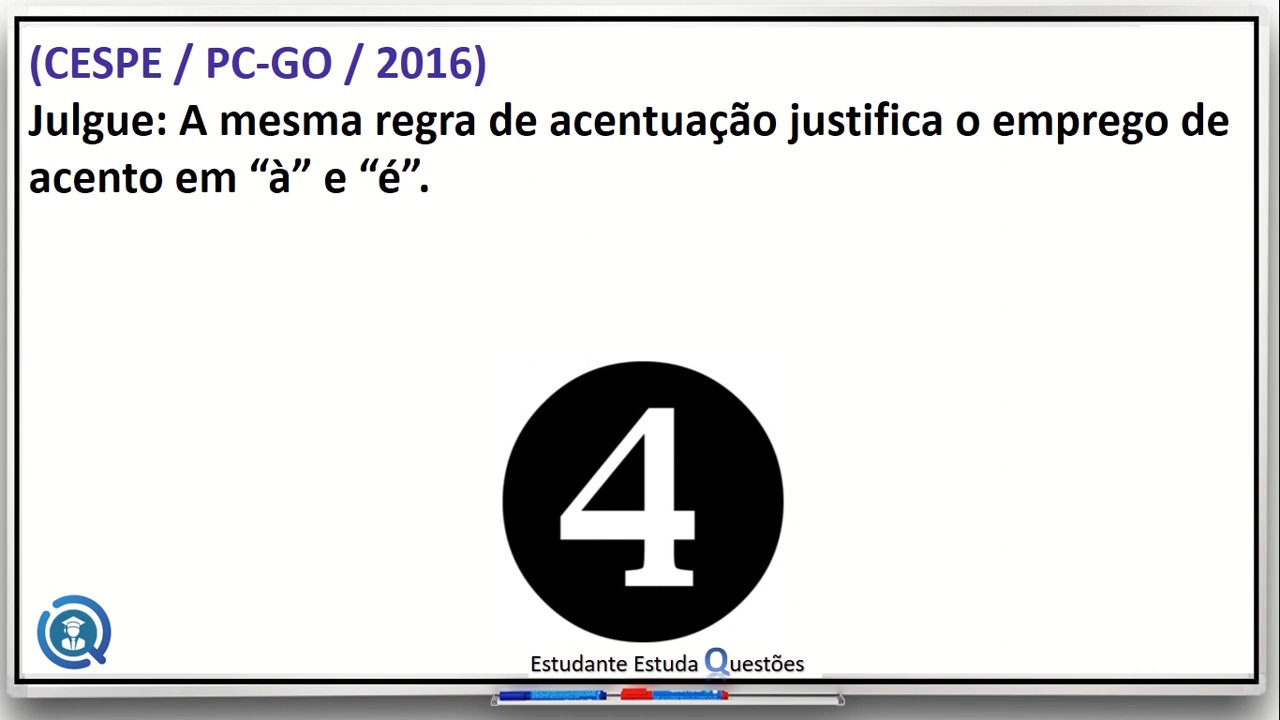 (CESPE / PC-GO / 2016)
Julgue: A mesma regra de acentuação justifica o emprego de
acento em “à” e “é”.
4
Estudante Estuda Questões